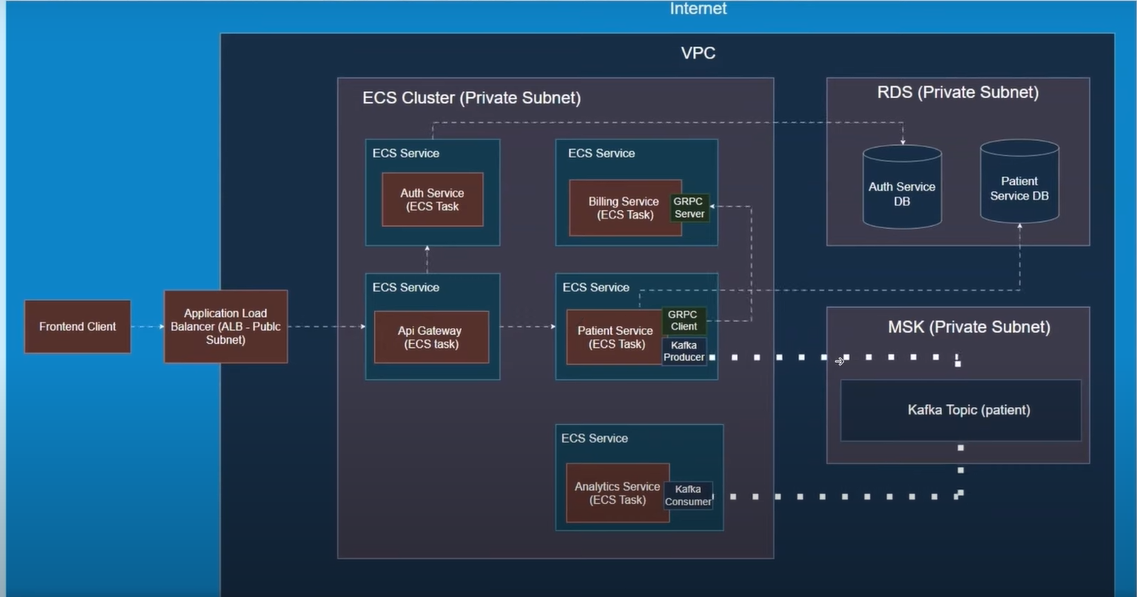 Internet
VPC
ECS Cluster (Private Subnet)
RDS (Private Subnet)
ECS Service
Auth Service
(ECS Task
ECS Service
Billing Service
(ECS Task)
GRPC
Server
Auth Service
DB
Patient
Service DB
Frontend Client
Application Load
Balancer (ALB - Publc
Subnet)
ECS Service
Api Gateway
(ECS task)
ECS Service
Patient Service
(ECS Task)
GRPC
Client
Kafka
Producer
MSK (Private Subnet)
Kafka Topic (patient)
ECS Service
Analytics Service
(ECS Task)
Kafka
Consumer